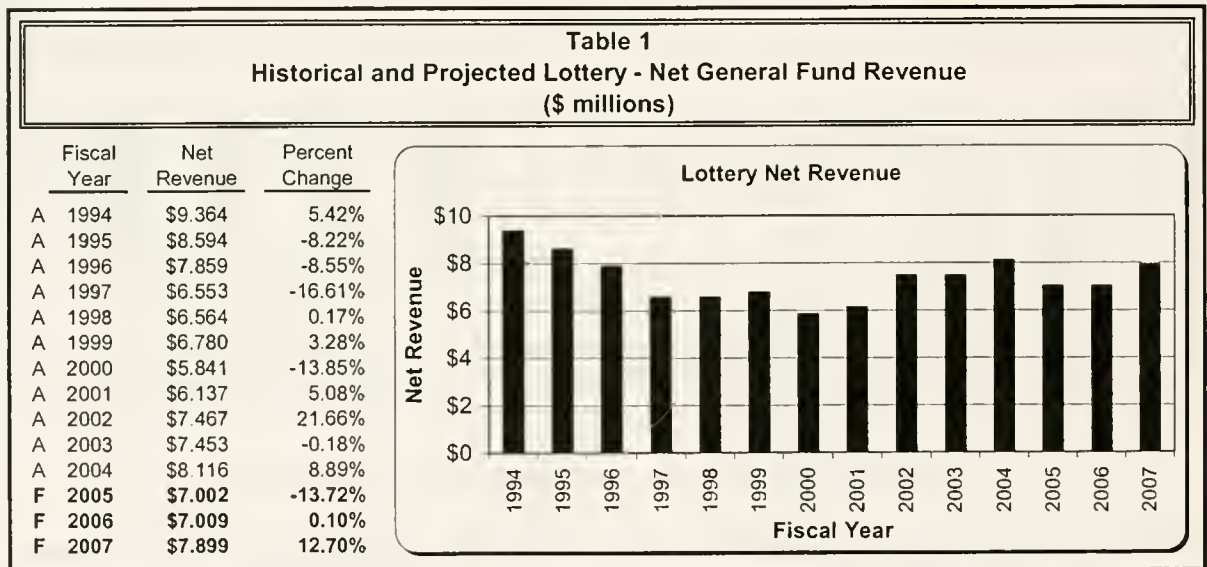 Table 1
Historical and Projected Lottery - Net General Fund Revenue
($ millions)
Fiscal Net Percent
Year Revenue Change
A 1994 $9.364 5.42%
A 1995 $8.594 -8.22%
A 1996 $7.859 -8.55%
A 1997 $6.553 -16.61%
A 1998 $6.564 0.17%
A 1999 $6.780 3.28%
A 2000 $5.841 -13.85%
A 2001 $6.137 5.08%
A 2002 $7.467 21.66%
A 2003 $7.453 -0.18%
A 2004 $8.116 8.89%
F 2005 $7.002 -13.72%
F 2006 $7.009 0.10%
F 2007 $7.899 12.70%
Lottery Net Revenue
Net Revenue
$10
$8
$6
$4
$2
$0
1994 1995 1996 1997 1998 1999 2000 2001 2002 2003 2004 2005 2006 2007
Fiscal Year